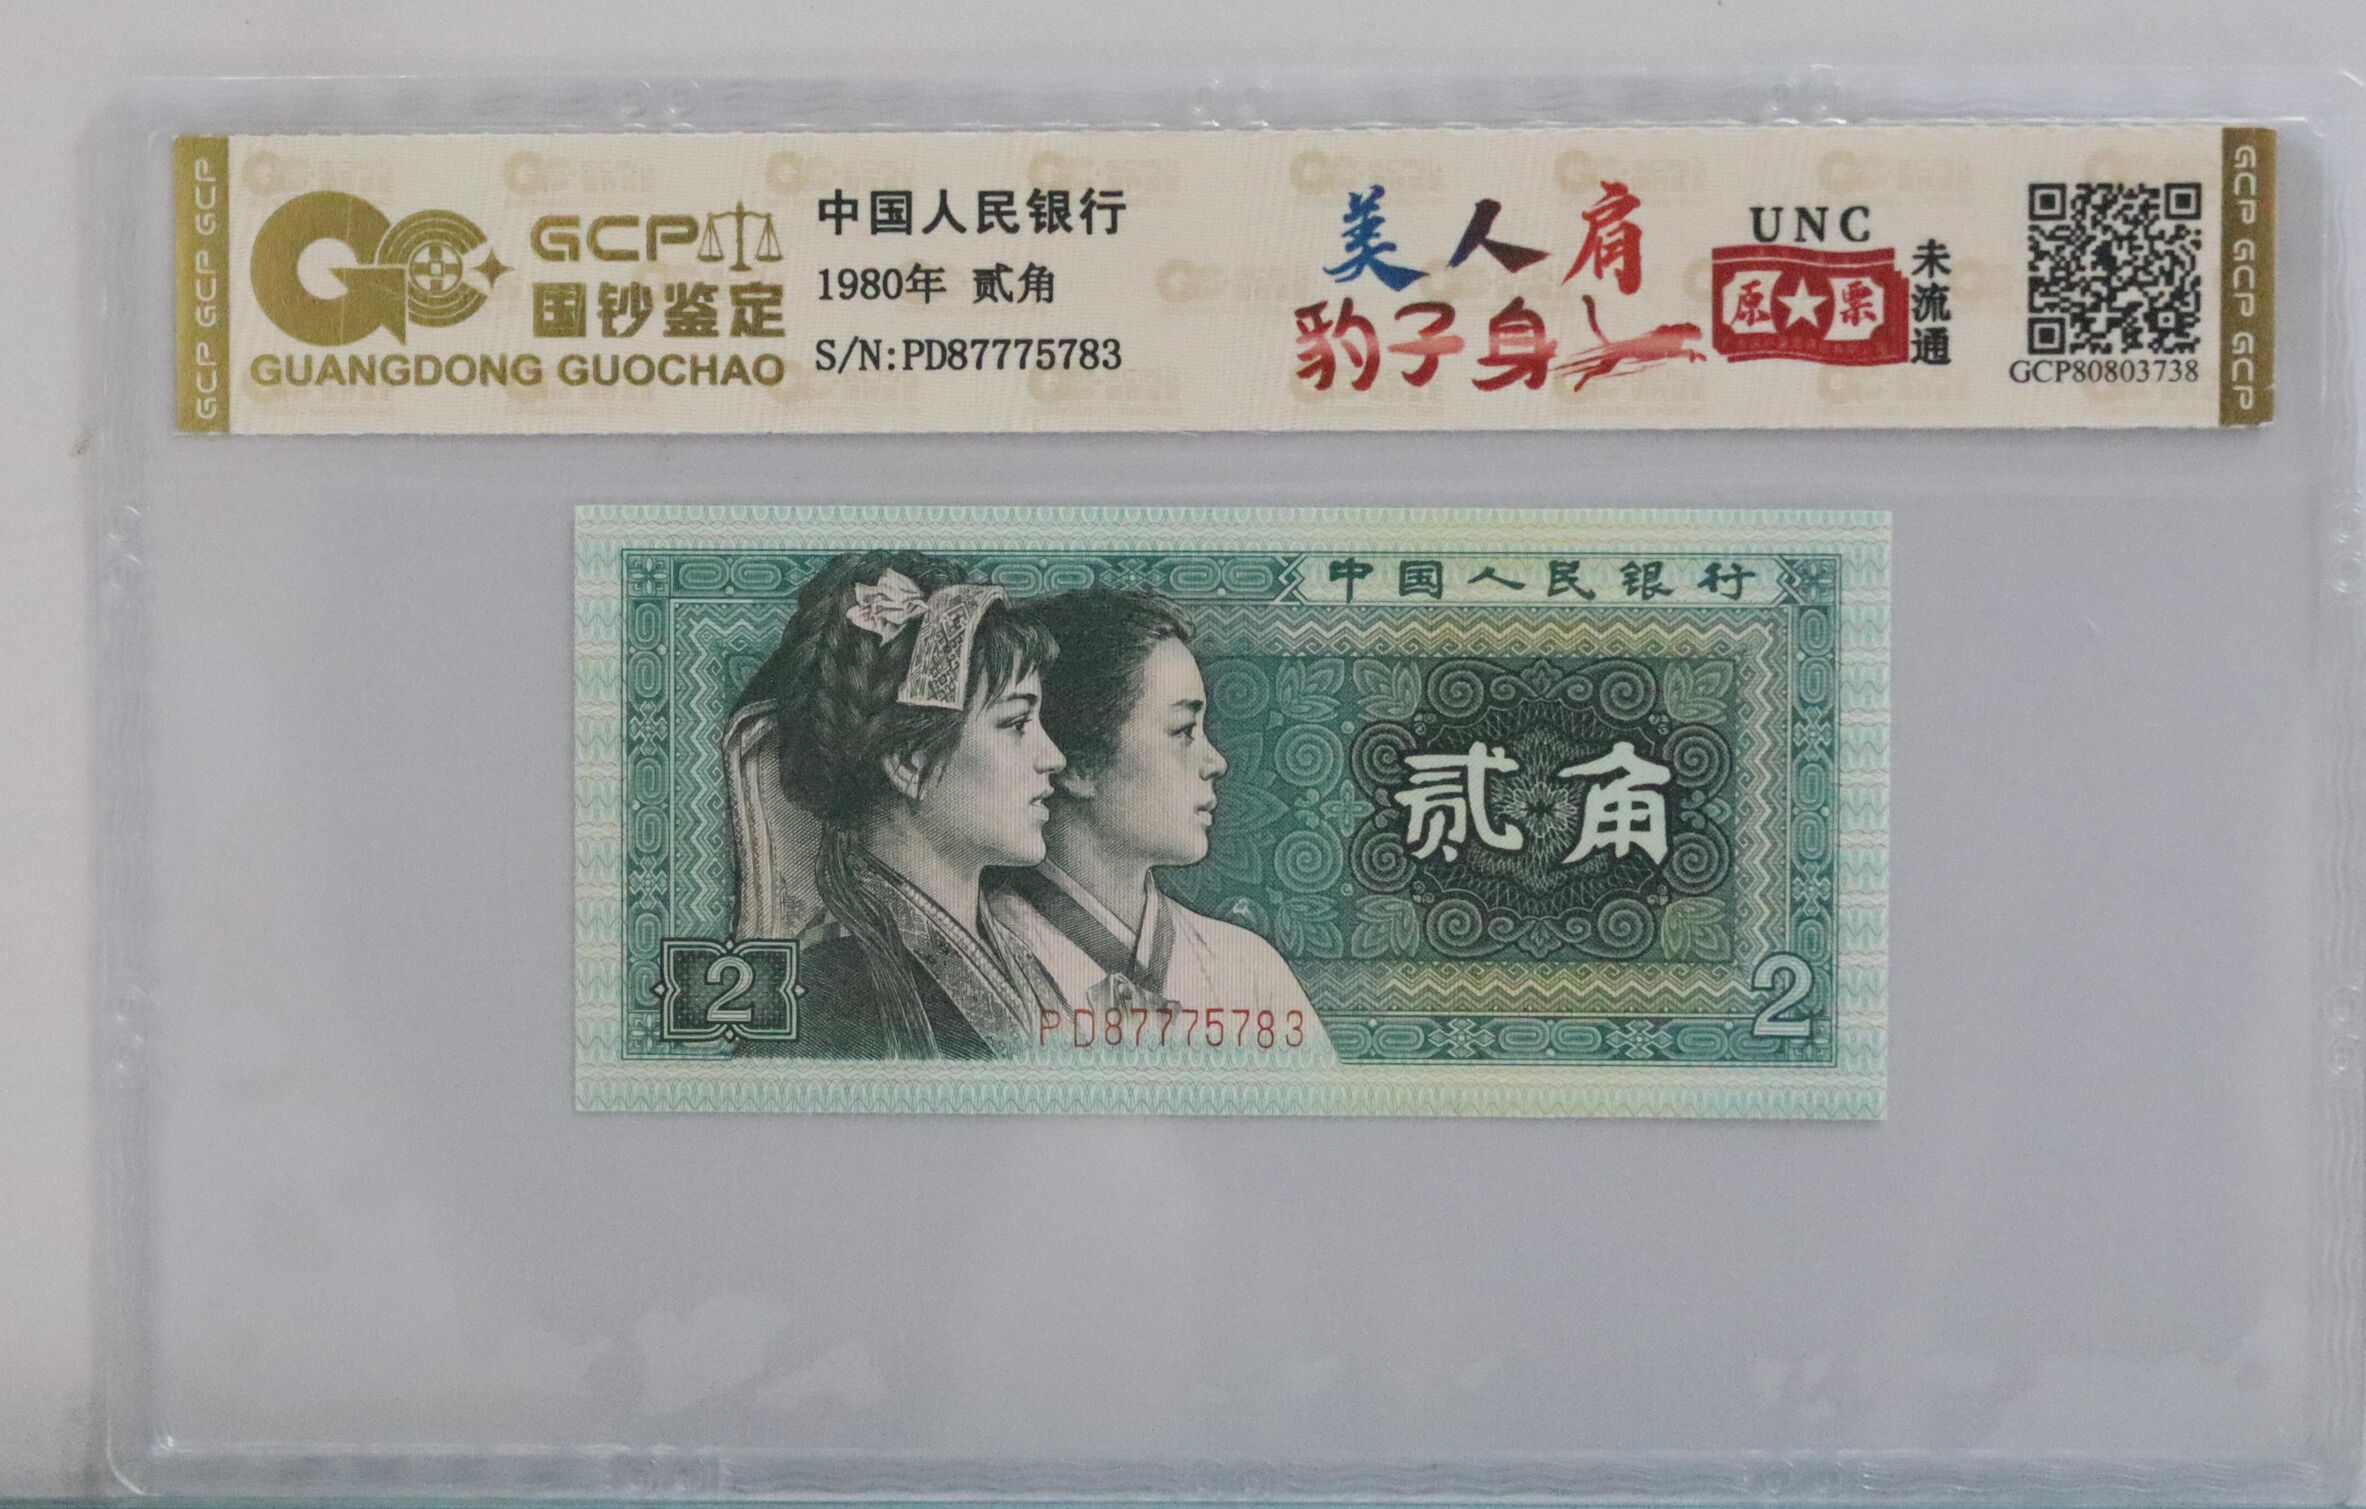 GCP GCP GCP
GCP
国钞鉴定
GUANGDONG GUOCHAO
中国人民银行
1980年 贰角
S/N:PD87775783
美人肩
豹子身
UNC
原票
未流通
GCP80803738
GCP GCP GCP
中国人民银行
贰角
2
2
PD87775783